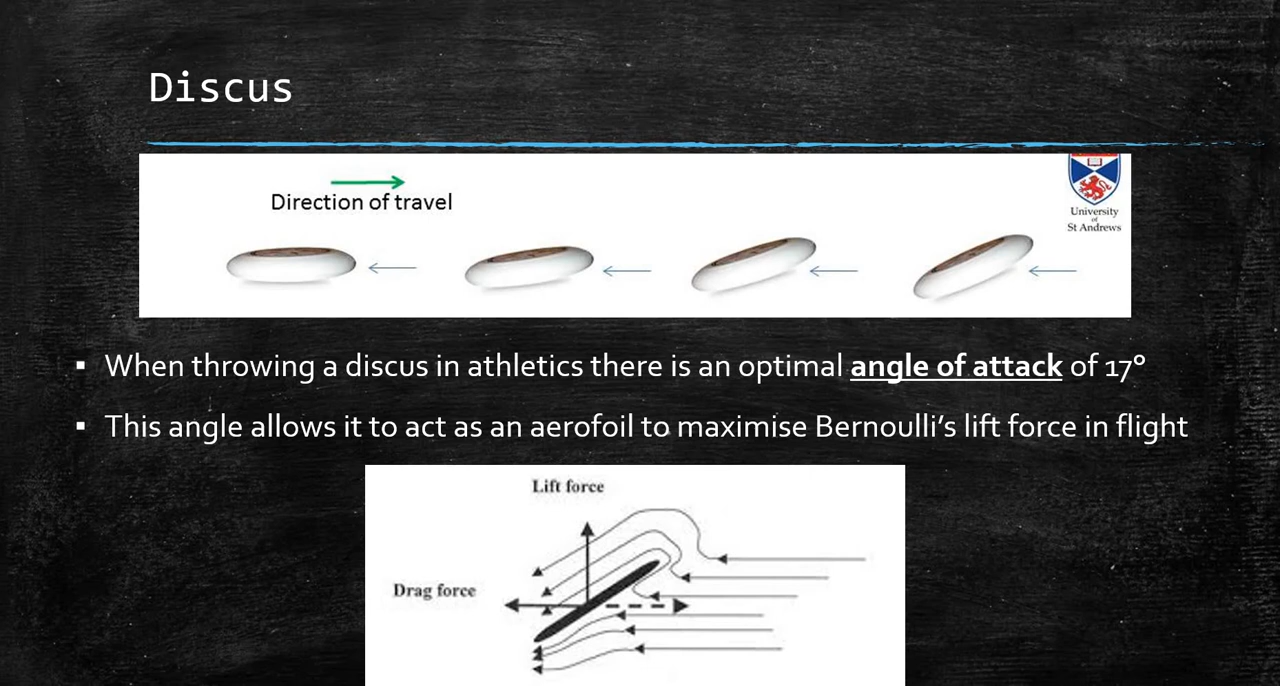 Discus
Direction of travel
University
of
St Andrews
▪ When throwing a discus in athletics there is an optimal angle of attack of 17°
▪ This angle allows it to act as an aerofoil to maximise Bernoulli’s lift force in flight
Lift force
Drag force